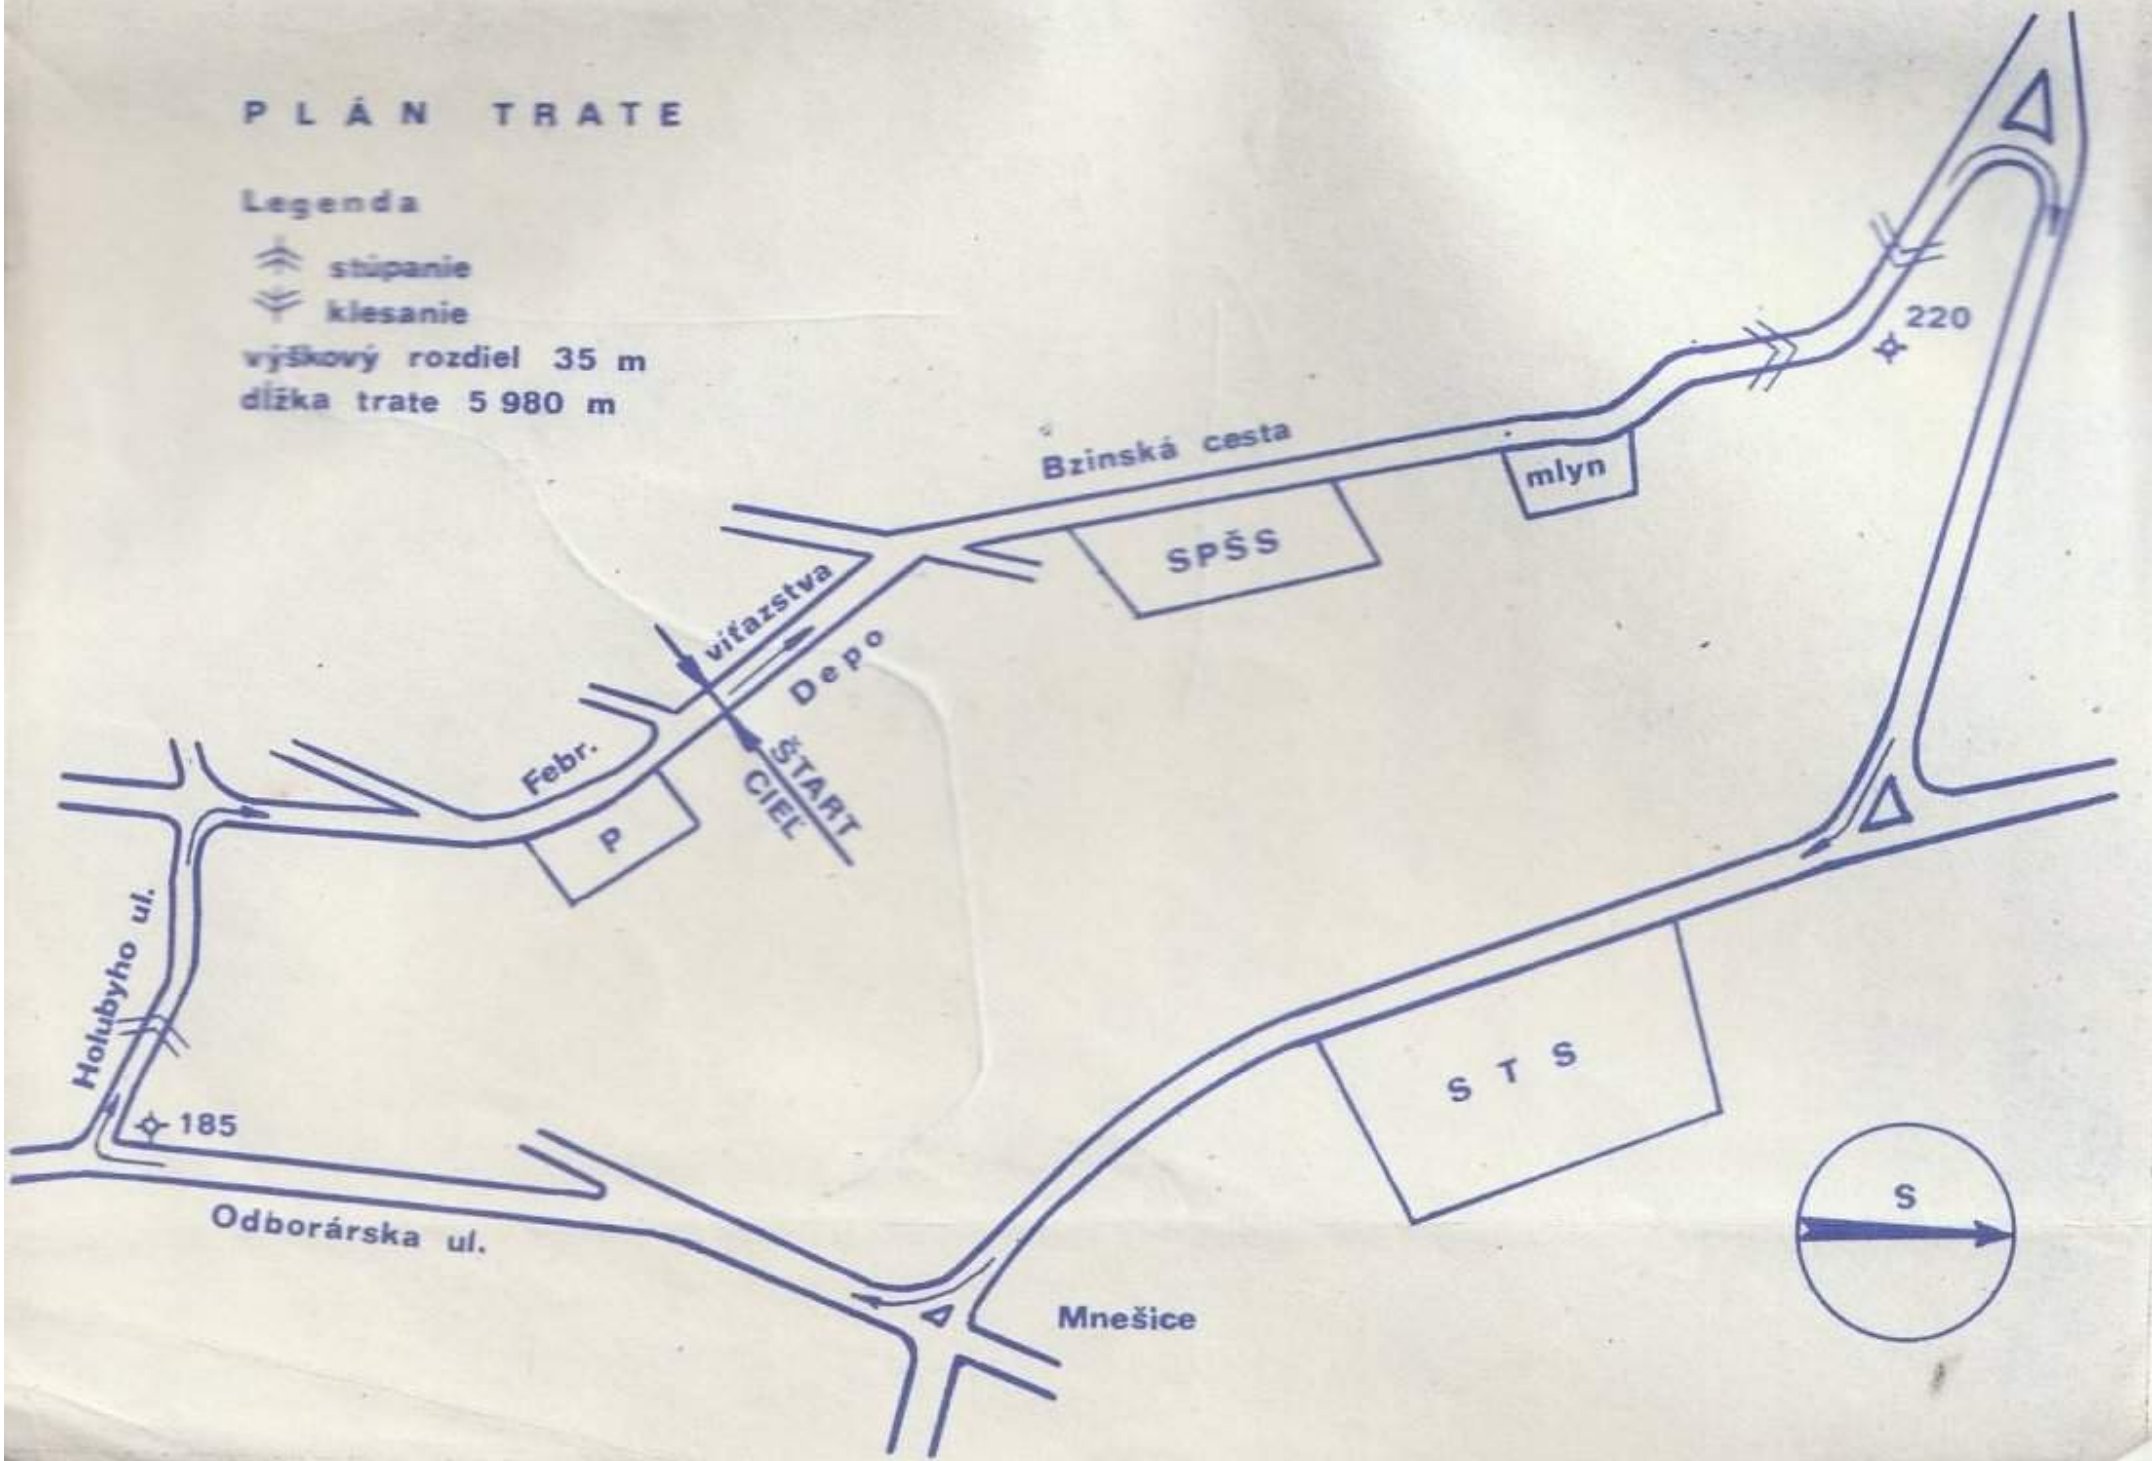 PLÁN TRATE
Legenda
stúpanie
klesanie
výškový rozdiel 35 m
dĺžka trate 5 980 m
220
Bzinská cesta
mlyn
SPŠS
víťazstva
Depo
Febr.
ŠTART
CIEĽ
P
Holubyho ul.
STS
185
S
Odborárska ul.
Mnešice